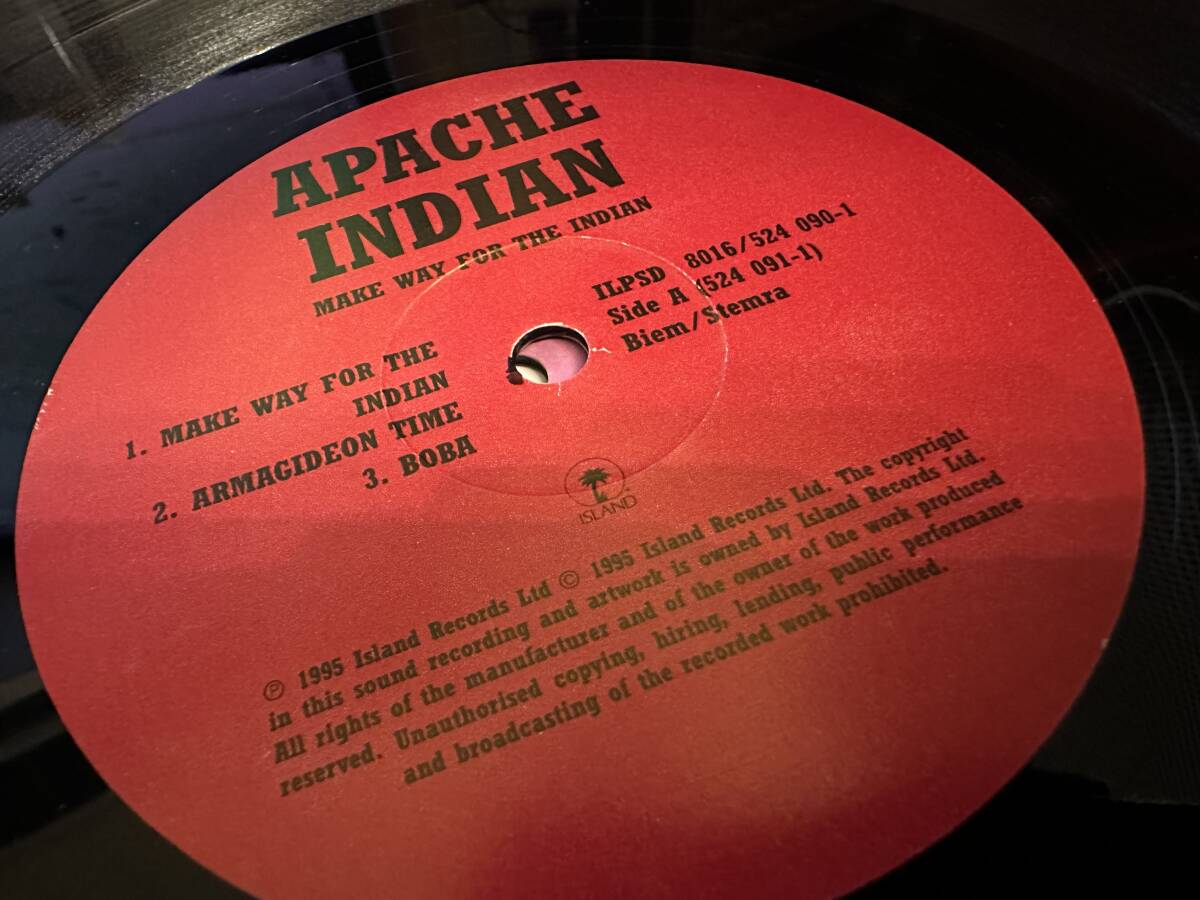 APACHE
INDIAN
MAKE WAY FOR THE INDIAN
ILPSD 8016/524 090-1
Side A (524 091-1)
Biem/Stemra
1. MAKE WAY FOR THE
INDIAN
2. ARMAGIDEON TIME
3. BOBA
ISLAND
℗ 1995 Island Records Ltd © 1995 Island Records Ltd. The copyright
in this sound recording and artwork is owned by Island Records Ltd.
All rights of the manufacturer and of the owner of the work produced
reserved. Unauthorised copying, hiring, lending, public performance
and broadcasting of the recorded work prohibited.